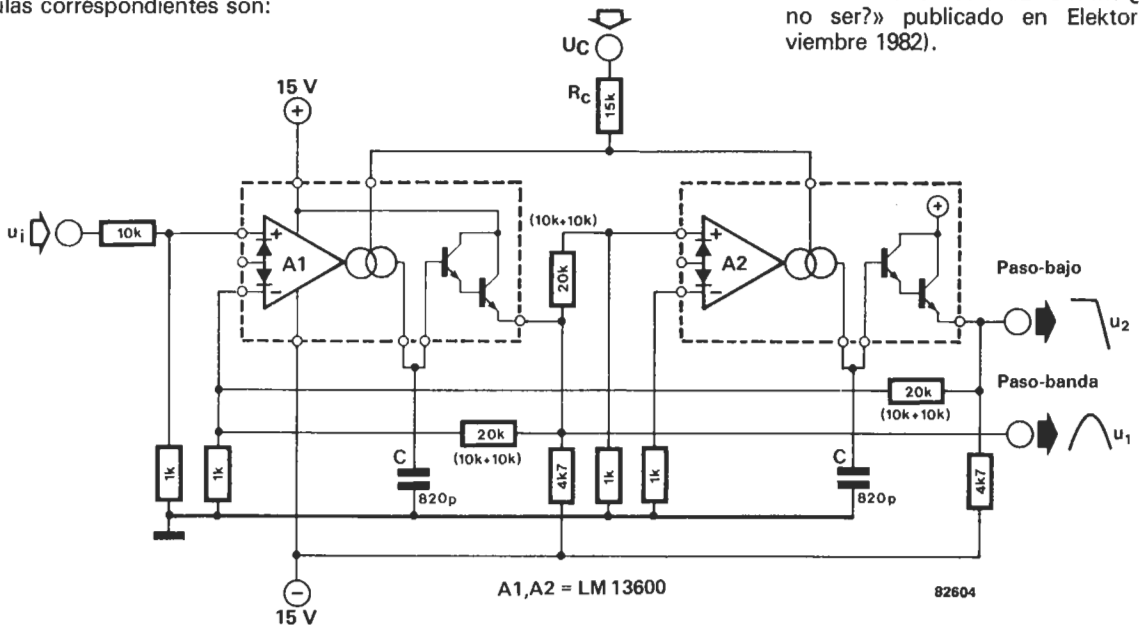 ulas correspondientes son:
no ser?» publicado en Elektor
viembre 1982).
UC
RC
15k
15 V
+
ui
10k
+
A1
−
(10k+10k)
20k
+
A2
−
+
Paso-bajo
u2
Paso-banda
20k
(10k+10k)
u1
20k
(10k+10k)
1k
1k
C
820p
4k7
1k
1k
C
820p
4k7
−
15 V
A1,A2 = LM 13600
82604